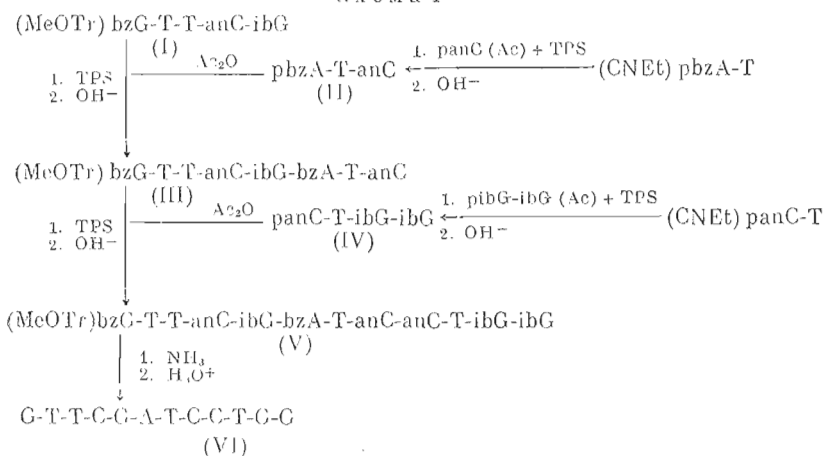 (MeOTr) bzG-T-T-anC-ibG
(I)
1. TPS
2. OH−
Ac₂O
pbzA-T-anC
(II)
1. panC (Ac) + TPS
2. OH−
(CNEt) pbzA-T
(MeOTr) bzG-T-T-anC-ibG-bzA-T-anC
(III)
1. TPS
2. OH−
Ac₂O
panC-T-ibG-ibG
(IV)
1. pibG-ibG (Ac) + TPS
2. OH−
(CNEt) panC-T
(MeOTr)bzG-T-T-anC-ibG-bzA-T-anC-anC-T-ibG-ibG
(V)
1. NH₃
2. H₃O+
G-T-T-C-G-A-T-C-C-T-G-G
(VI)